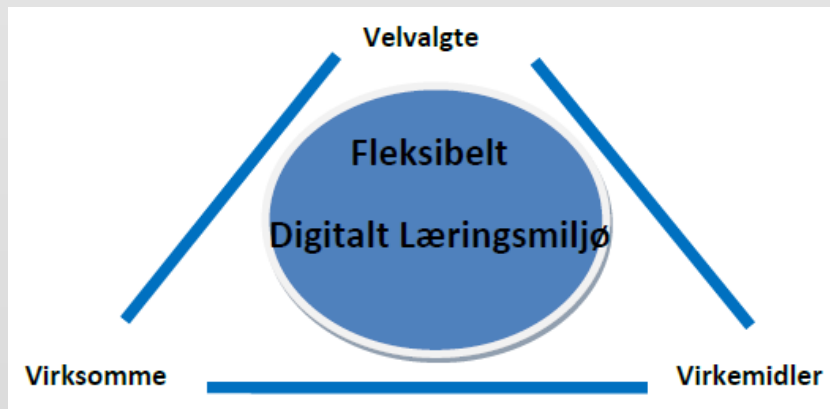 Velvalgte
Fleksibelt
Digitalt Læringsmiljø
Virksomme
Virkemidler